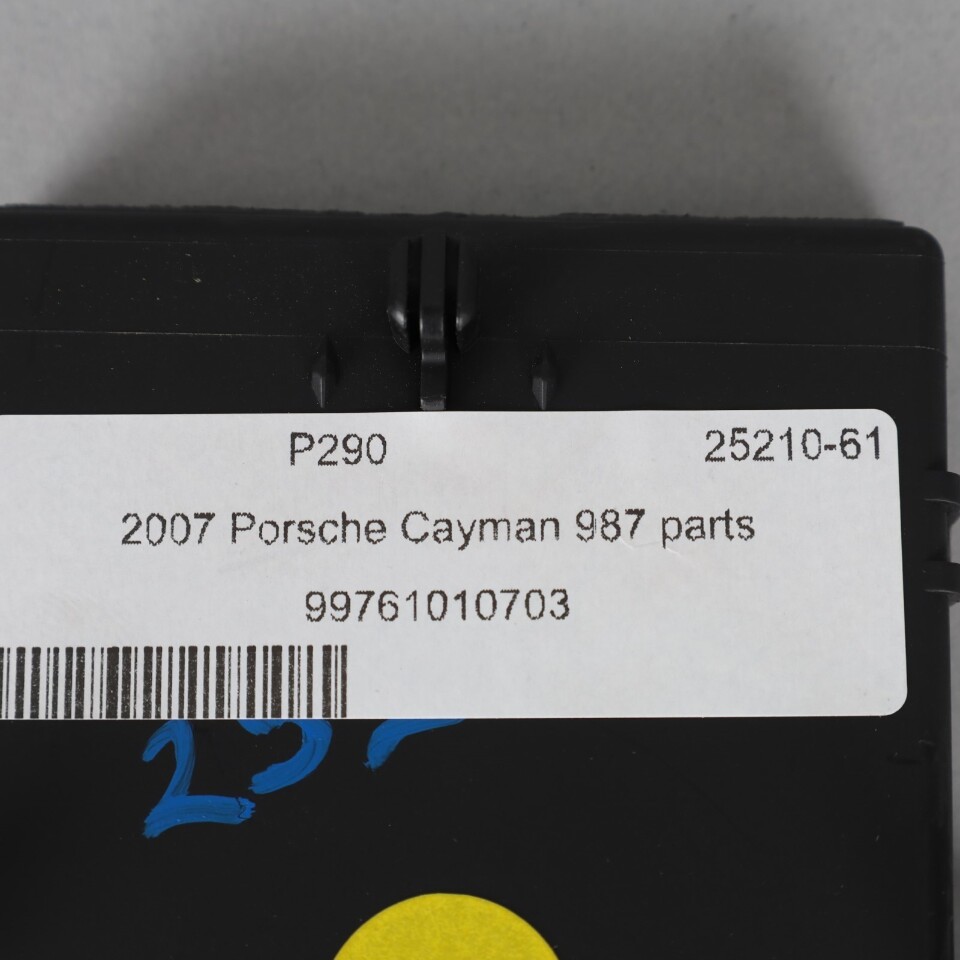 P290 25210-61
2007 Porsche Cayman 987 parts
99761010703